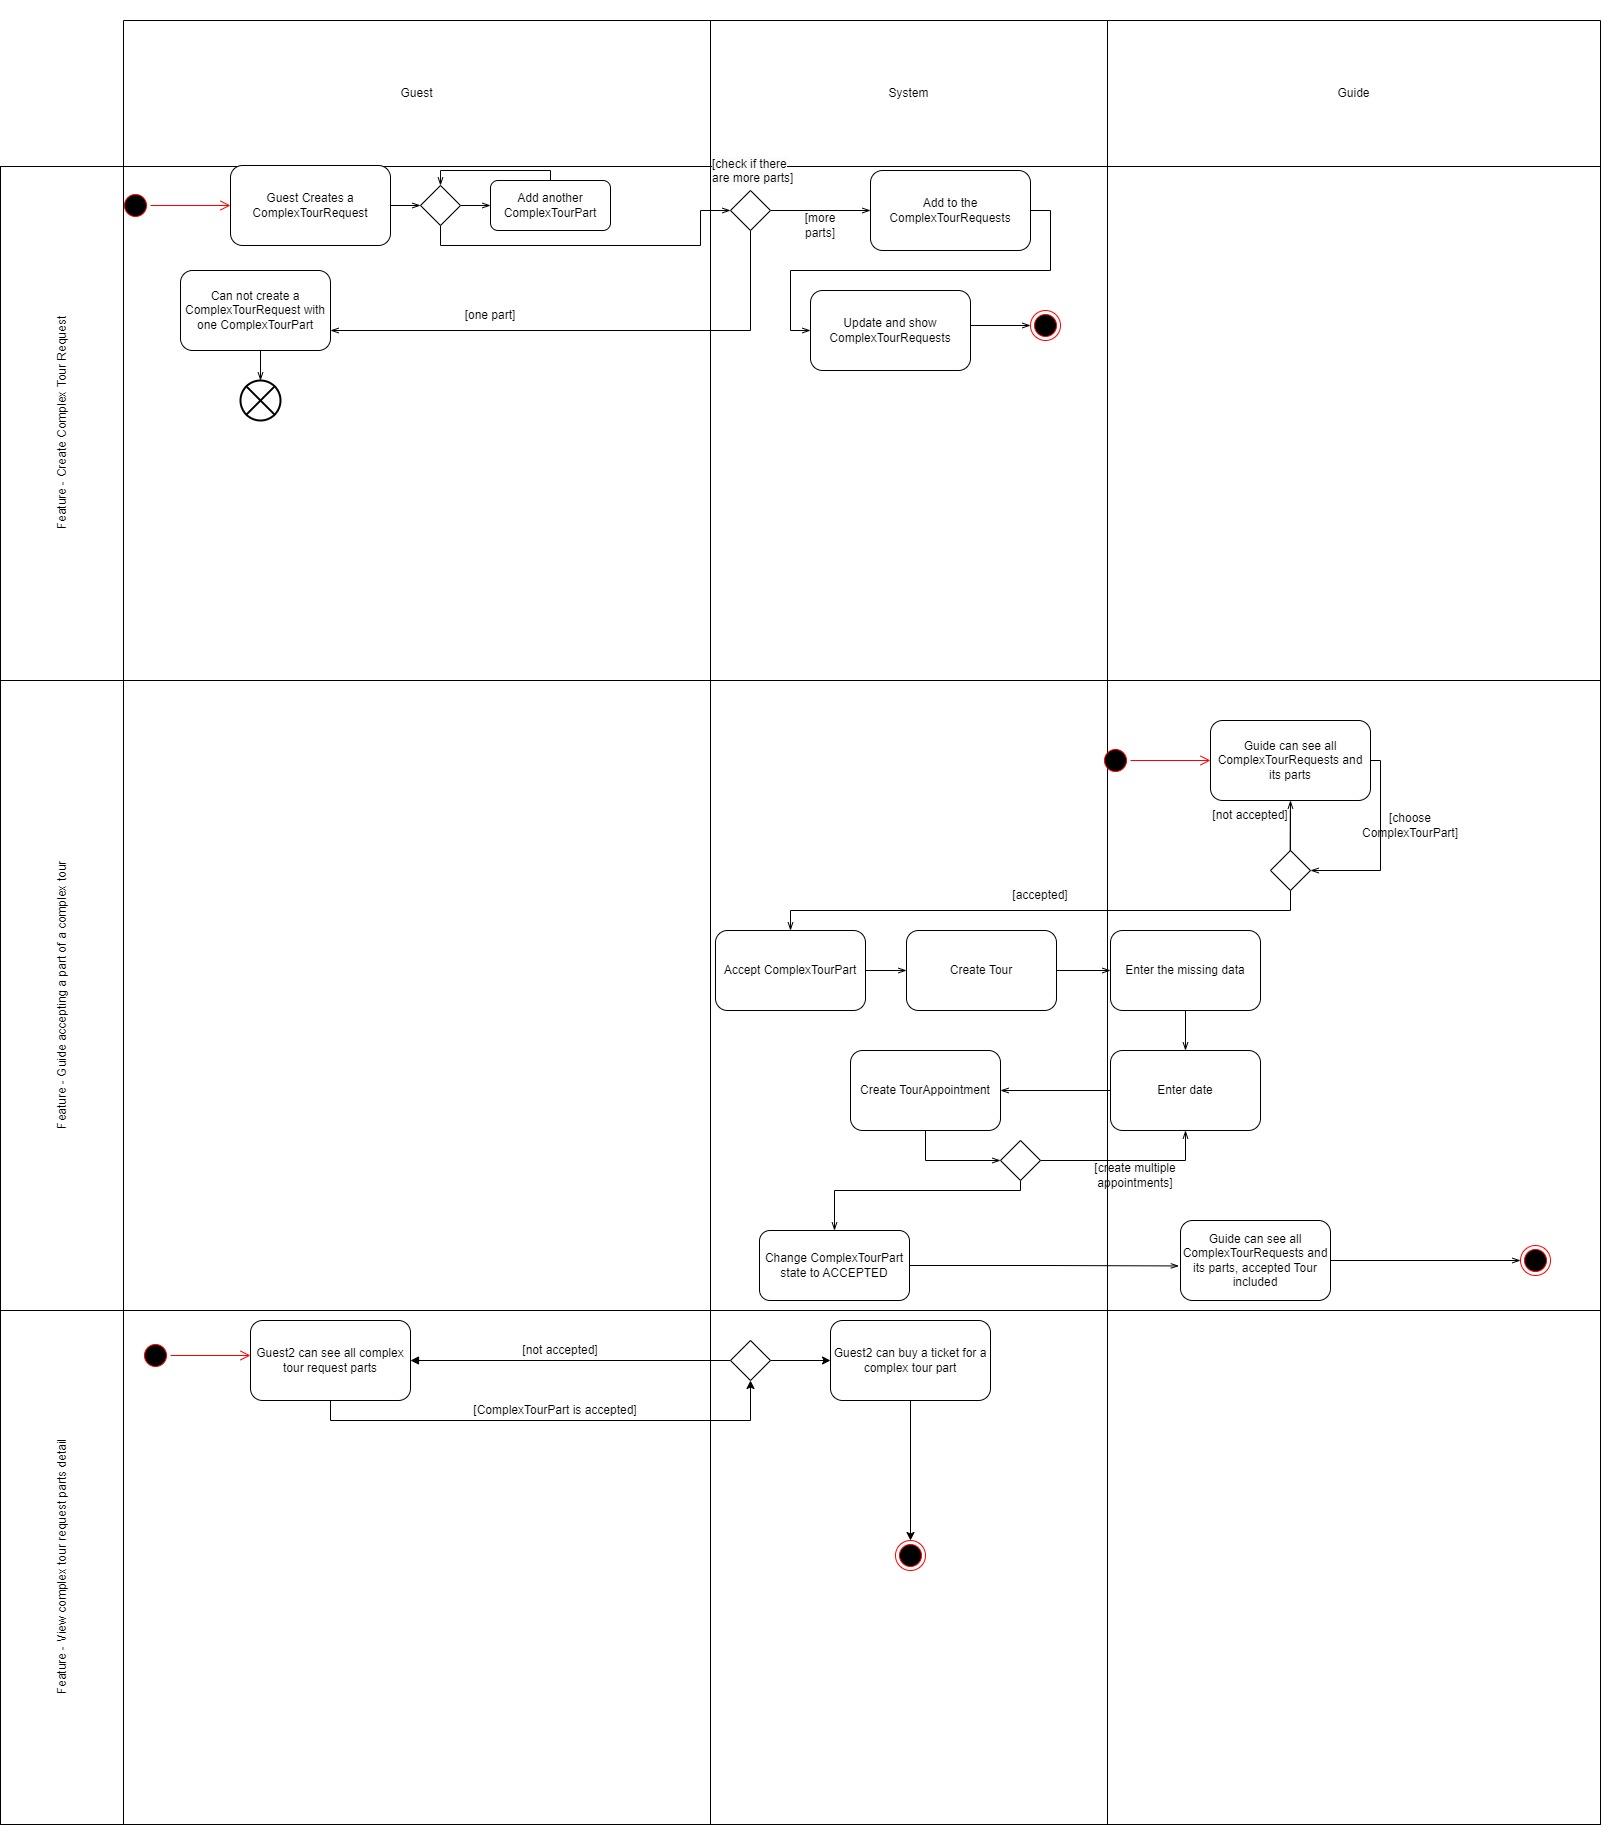 Guest
System
Guide
Feature - Create Complex Tour Request
Guest Creates a
ComplexTourRequest
Add another
ComplexTourPart
[check if there
are more parts]
[more
parts]
Add to the
ComplexTourRequests
Can not create a
ComplexTourRequest with
one ComplexTourPart
[one part]
Update and show
ComplexTourRequests
Feature - Guide accepting a part of a complex tour
Guide can see all
ComplexTourRequests and
its parts
[not accepted]
[choose
ComplexTourPart]
[accepted]
Accept ComplexTourPart
Create Tour
Enter the missing data
Create TourAppointment
Enter date
[create multiple
appointments]
Change ComplexTourPart
state to ACCEPTED
Guide can see all
ComplexTourRequests and
its parts, accepted Tour
included
Feature - View complex tour request parts detail
Guest2 can see all complex
tour request parts
[not accepted]
[ComplexTourPart is accepted]
Guest2 can buy a ticket for a
complex tour part